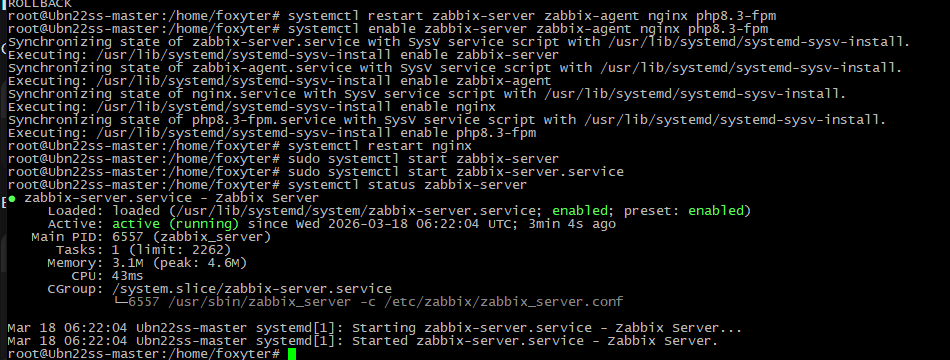 ROLLBACK
root@Ubn22ss-master:/home/foxyter# systemctl restart zabbix-server zabbix-agent nginx php8.3-fpm
root@Ubn22ss-master:/home/foxyter# systemctl enable zabbix-server zabbix-agent nginx php8.3-fpm
Synchronizing state of zabbix-server.service with SysV service script with /usr/lib/systemd/systemd-sysv-install.
Executing: /usr/lib/systemd/systemd-sysv-install enable zabbix-server
Synchronizing state of zabbix-agent.service with SysV service script with /usr/lib/systemd/systemd-sysv-install.
Executing: /usr/lib/systemd/systemd-sysv-install enable zabbix-agent
Synchronizing state of nginx.service with SysV service script with /usr/lib/systemd/systemd-sysv-install.
Executing: /usr/lib/systemd/systemd-sysv-install enable nginx
Synchronizing state of php8.3-fpm.service with SysV service script with /usr/lib/systemd/systemd-sysv-install.
Executing: /usr/lib/systemd/systemd-sysv-install enable php8.3-fpm
root@Ubn22ss-master:/home/foxyter# systemctl restart nginx
root@Ubn22ss-master:/home/foxyter# sudo systemctl start zabbix-server
root@Ubn22ss-master:/home/foxyter# sudo systemctl start zabbix-server.service
root@Ubn22ss-master:/home/foxyter# systemctl status zabbix-server
● zabbix-server.service - Zabbix Server
Loaded: loaded (/usr/lib/systemd/system/zabbix-server.service; enabled; preset: enabled)
Active: active (running) since Wed 2026-03-18 06:22:04 UTC; 3min 4s ago
Main PID: 6557 (zabbix_server)
Tasks: 1 (limit: 2262)
Memory: 3.1M (peak: 4.6M)
CPU: 43ms
CGroup: /system.slice/zabbix-server.service
└─6557 /usr/sbin/zabbix_server -c /etc/zabbix/zabbix_server.conf
Mar 18 06:22:04 Ubn22ss-master systemd[1]: Starting zabbix-server.service - Zabbix Server...
Mar 18 06:22:04 Ubn22ss-master systemd[1]: Started zabbix-server.service - Zabbix Server.
root@Ubn22ss-master:/home/foxyter#